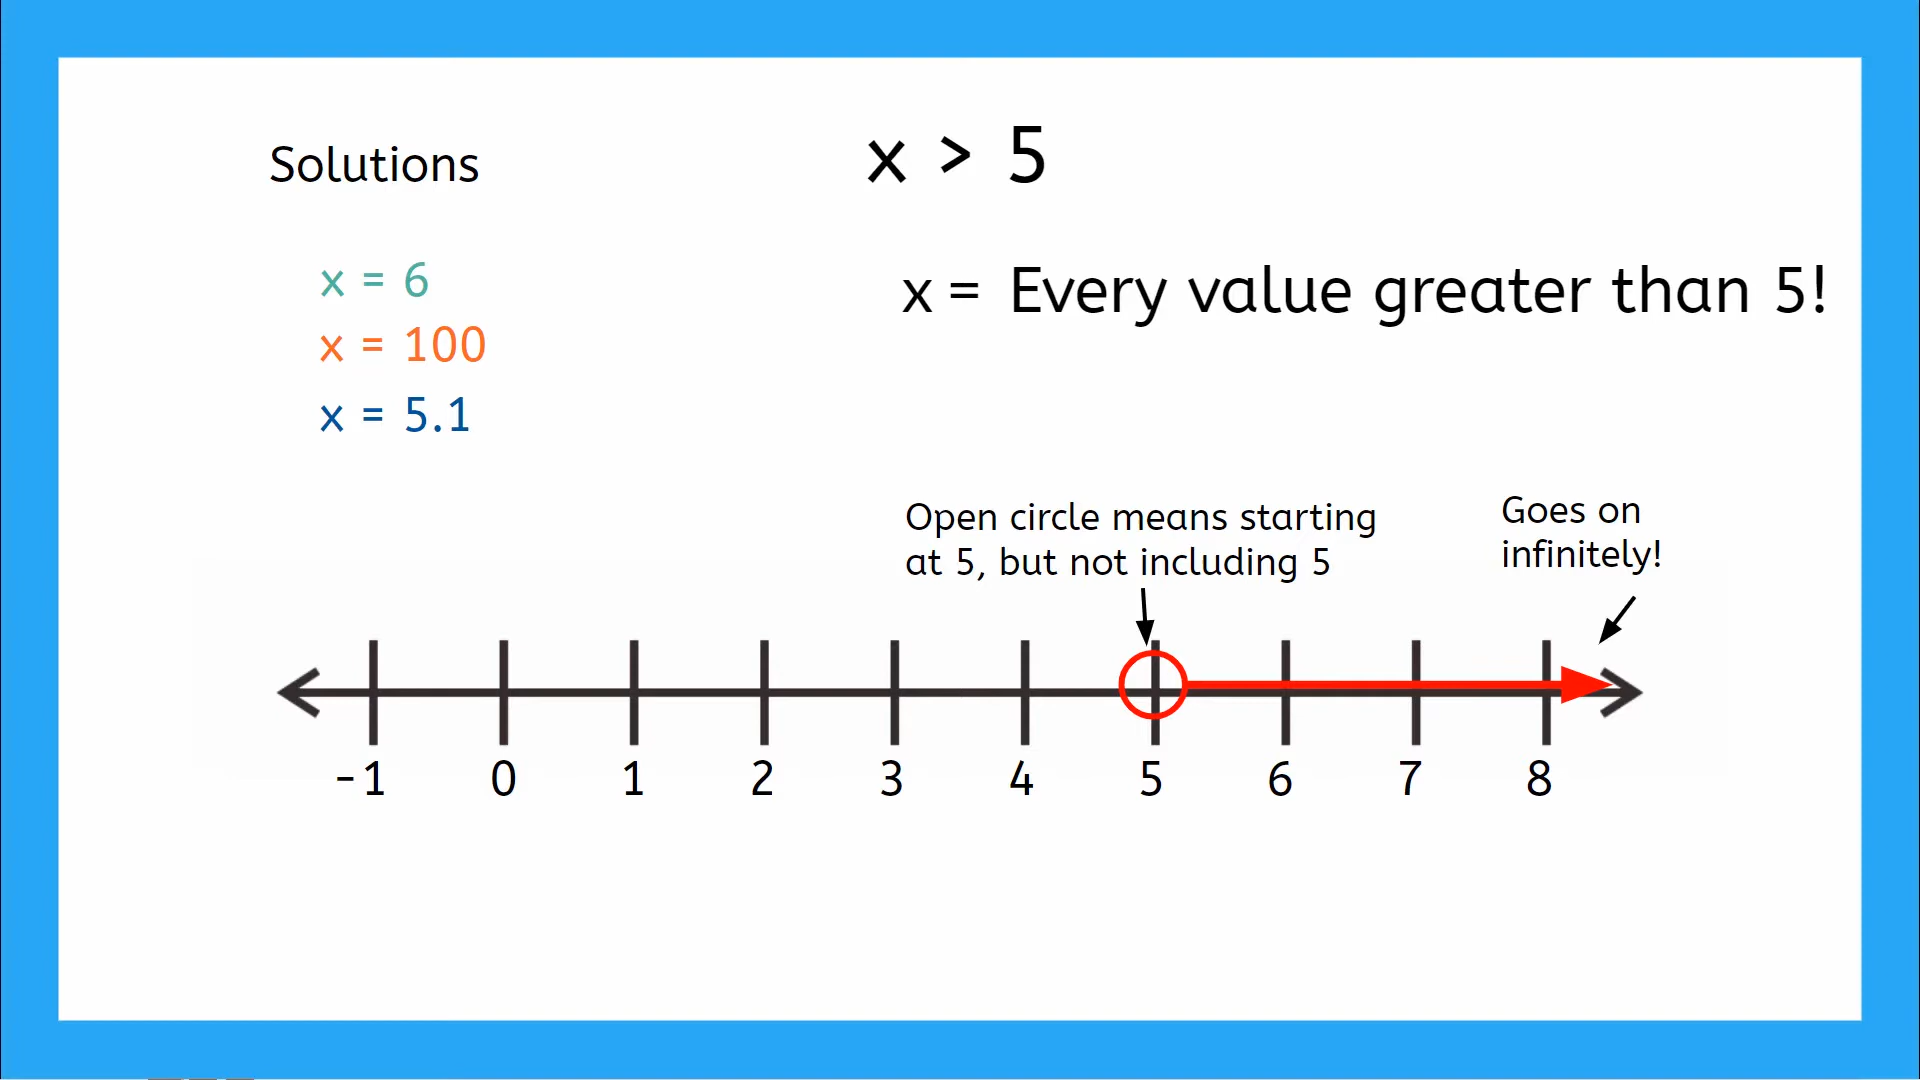 Solutions
x > 5
x = 6
x = 100
x = 5.1
x = Every value greater than 5!
Open circle means starting
at 5, but not including 5
Goes on
infinitely!
-1 0 1 2 3 4 5 6 7 8